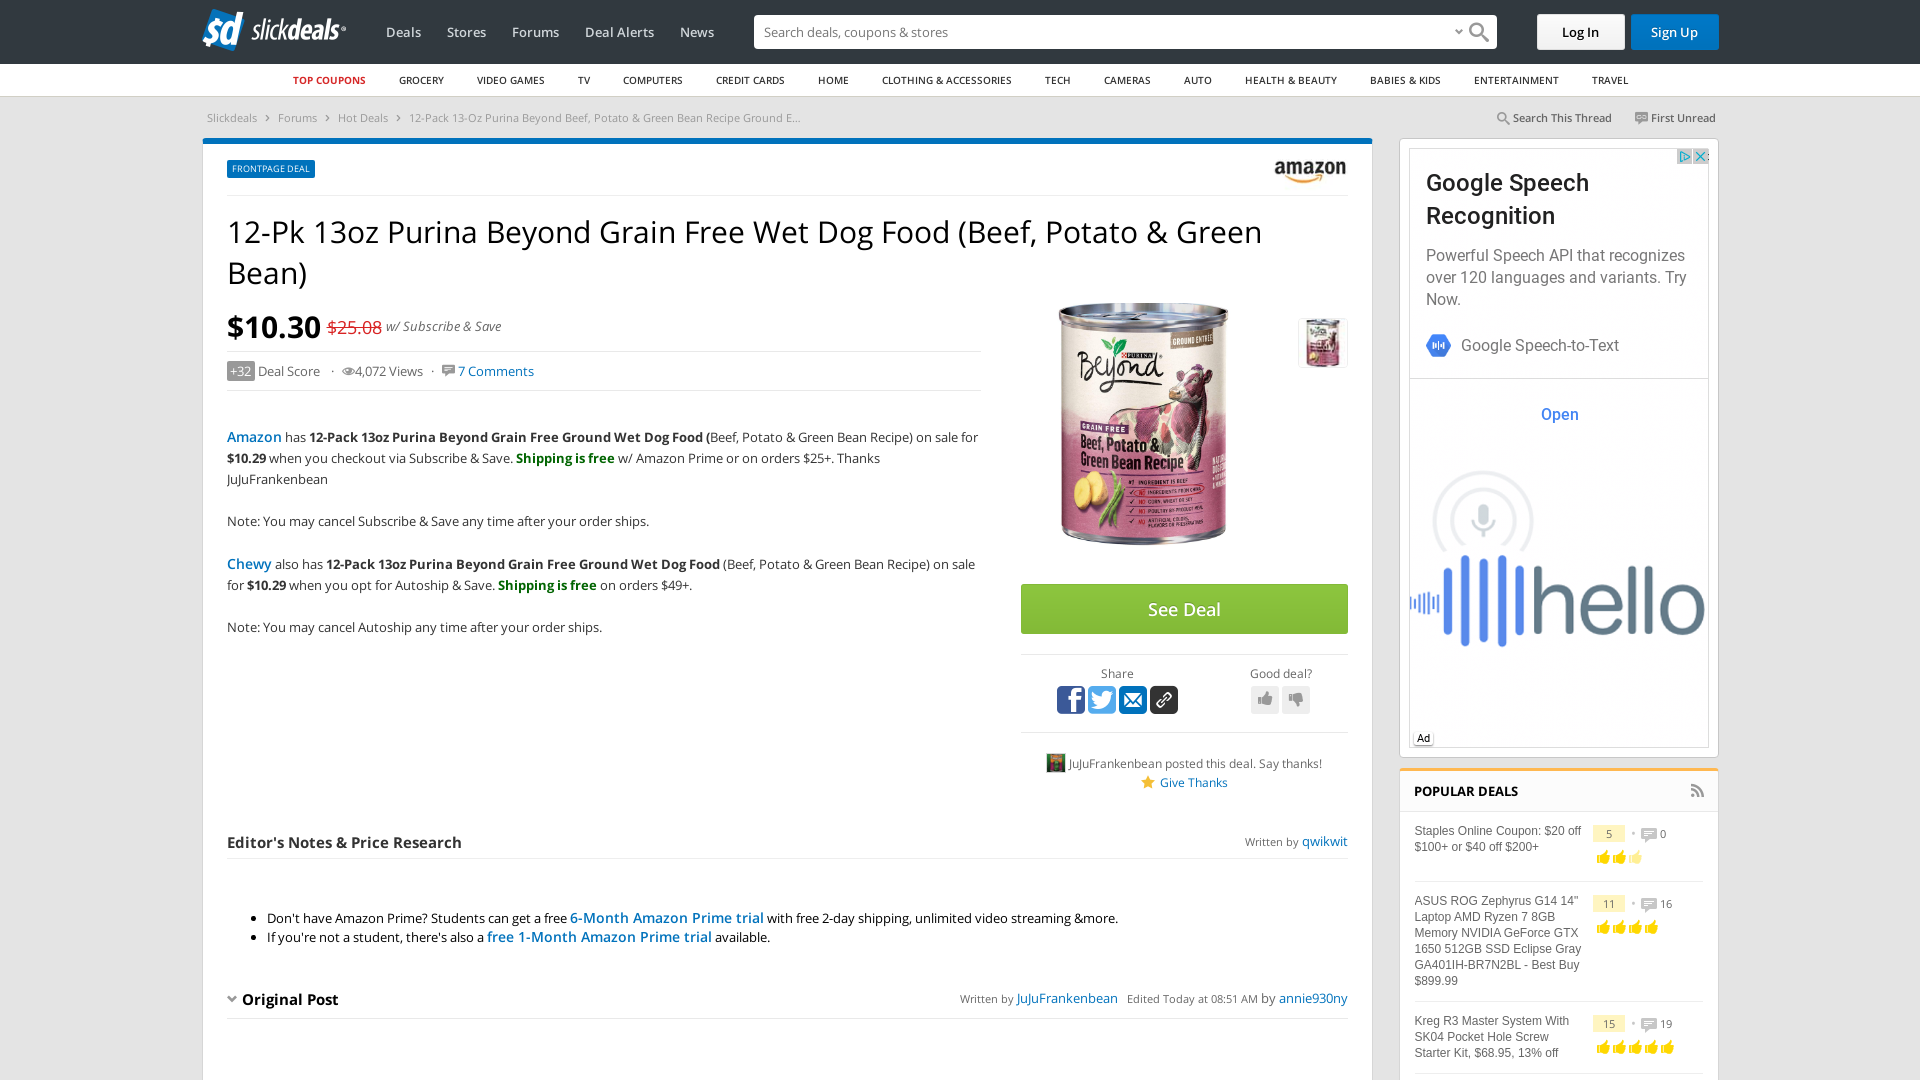 slickdeals
Deals
Stores
Forums
Deal Alerts
News
Search deals, coupons & stores
Log In
Sign Up
TOP COUPONS
GROCERY
VIDEO GAMES
TV
COMPUTERS
CREDIT CARDS
HOME
CLOTHING & ACCESSORIES
TECH
CAMERAS
AUTO
HEALTH & BEAUTY
BABIES & KIDS
ENTERTAINMENT
TRAVEL
Slickdeals
Forums
Hot Deals
12-Pack 13-Oz Purina Beyond Beef, Potato & Green Bean Recipe Ground E...
Search This Thread
First Unread
FRONTPAGE DEAL
amazon
12-Pk 13oz Purina Beyond Grain Free Wet Dog Food (Beef, Potato & Green
Bean)
$10.30 $25.08 w/ Subscribe & Save
+32 Deal Score · 4,072 Views · 7 Comments
Amazon has 12-Pack 13oz Purina Beyond Grain Free Ground Wet Dog Food (Beef, Potato & Green Bean Recipe) on sale for
$10.29 when you checkout via Subscribe & Save. Shipping is free w/ Amazon Prime or on orders $25+. Thanks
JuJuFrankenbean
Note: You may cancel Subscribe & Save any time after your order ships.
Chewy also has 12-Pack 13oz Purina Beyond Grain Free Ground Wet Dog Food (Beef, Potato & Green Bean Recipe) on sale
for $10.29 when you opt for Autoship & Save. Shipping is free on orders $49+.
Note: You may cancel Autoship any time after your order ships.
GROUND ENTRÉE
PURINA
Beyond
GRAIN FREE
Beef, Potato &
Green Bean Recipe
#1 INGREDIENT IS BEEF
See Deal
Share
Good deal?
JuJuFrankenbean posted this deal. Say thanks!
Give Thanks
Editor's Notes & Price Research
Written by qwikwit
Don't have Amazon Prime? Students can get a free 6-Month Amazon Prime trial with free 2-day shipping, unlimited video streaming &more.
If you're not a student, there's also a free 1-Month Amazon Prime trial available.
Original Post
Written by JuJuFrankenbean Edited Today at 08:51 AM by annie930ny
Google Speech
Recognition
Powerful Speech API that recognizes
over 120 languages and variants. Try
Now.
Google Speech-to-Text
Open
hello
Ad
POPULAR DEALS
Staples Online Coupon: $20 off
$100+ or $40 off $200+
5 · 0
ASUS ROG Zephyrus G14 14"
Laptop AMD Ryzen 7 8GB
Memory NVIDIA GeForce GTX
1650 512GB SSD Eclipse Gray
GA401IH-BR7N2BL - Best Buy
$899.99
11 · 16
Kreg R3 Master System With
SK04 Pocket Hole Screw
Starter Kit, $68.95, 13% off
15 · 19